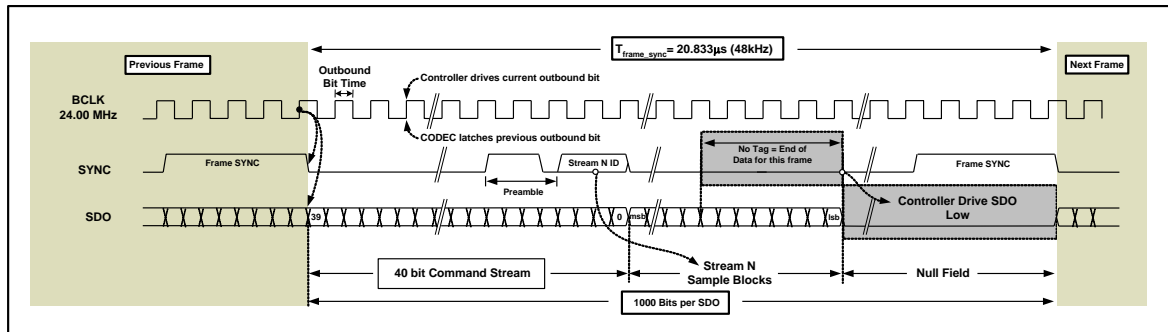 T frame_sync= 20.833µs (48kHz)
Previous Frame
Next Frame
Outbound
Bit Time
Controller drives current outbound bit
BCLK
24.00 MHz
CODEC latches previous outbound bit
No Tag = End of
Data for this frame
Frame SYNC
Stream N ID
Frame SYNC
SYNC
Preamble
Controller Drive SDO
Low
SDO
39
0
msb
lsb
40 bit Command Stream
Stream N
Sample Blocks
Null Field
1000 Bits per SDO